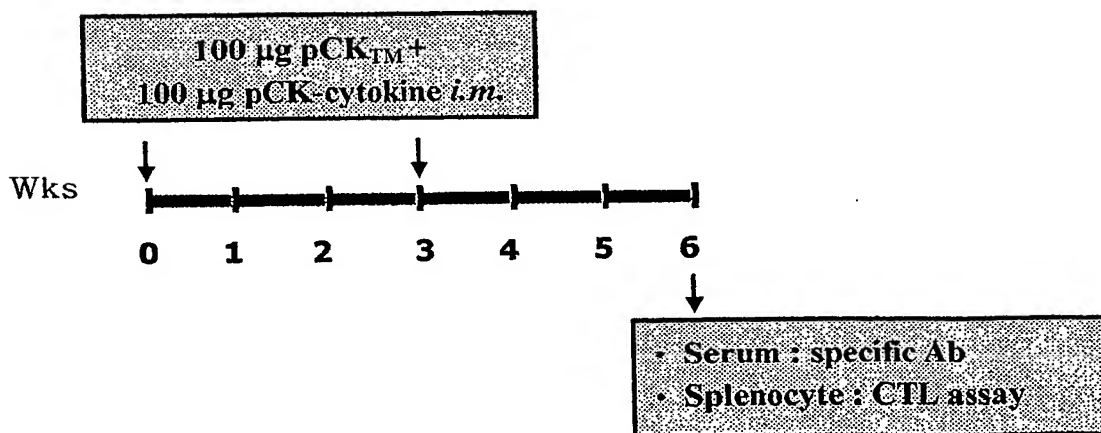 100 µg pCKTM+
100 µg pCK-cytokine i.m.
Wks
0 1 2 3 4 5 6
· Serum : specific Ab
· Splenocyte : CTL assay